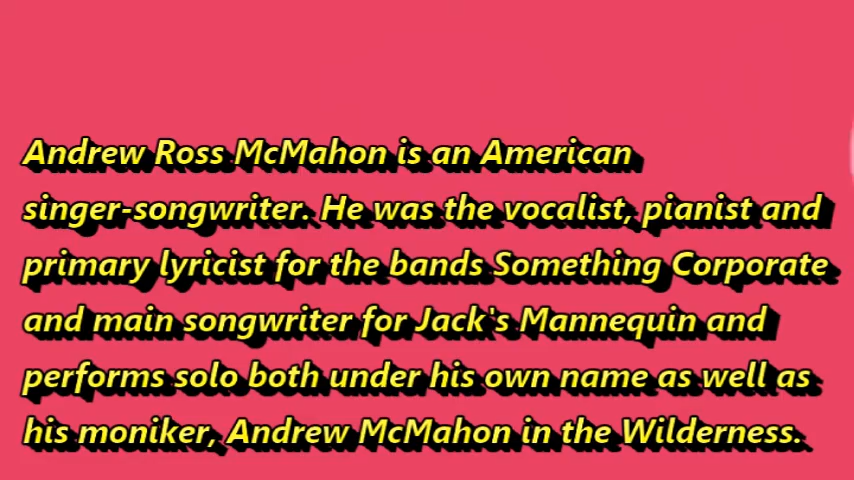 Andrew Ross McMahon is an American
singer-songwriter. He was the vocalist, pianist and
primary lyricist for the bands Something Corporate
and main songwriter for Jack's Mannequin and
performs solo both under his own name as well as
his moniker, Andrew McMahon in the Wilderness.